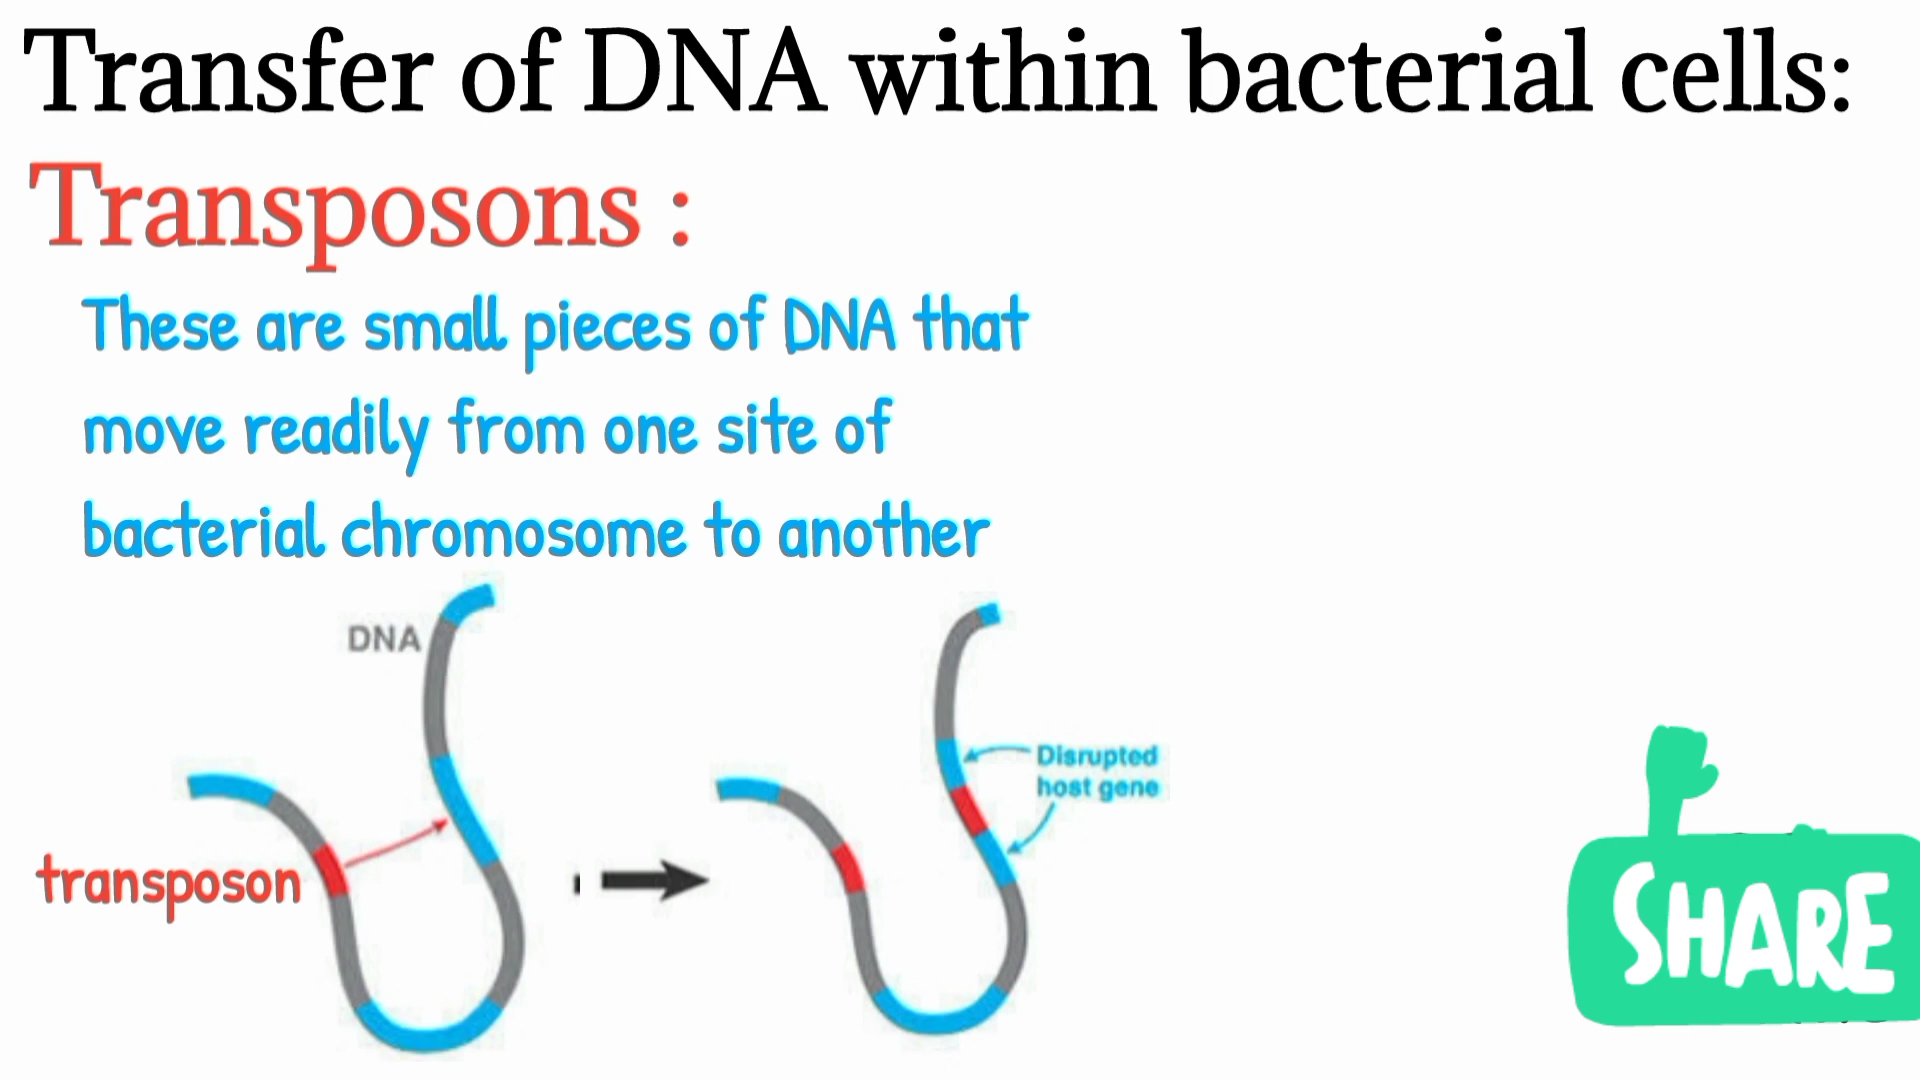 Transfer of DNA within bacterial cells:
Transposons :
These are small pieces of DNA that
move readily from one site of
bacterial chromosome to another
DNA
Disrupted
host gene
transposon
SHARE